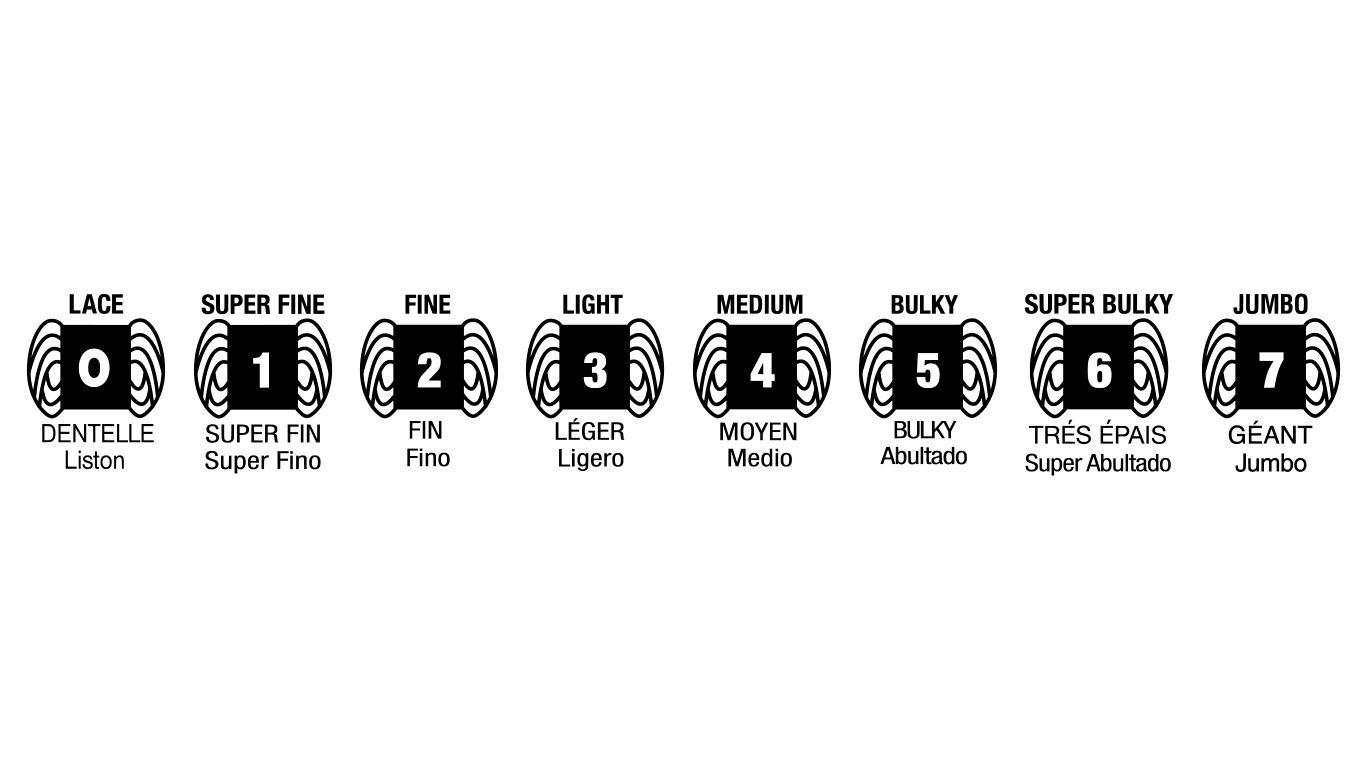 LACE
0
DENTELLE
Liston
SUPER FINE
1
SUPER FIN
Super Fino
FINE
2
FIN
Fino
LIGHT
3
LÉGER
Ligero
MEDIUM
4
MOYEN
Medio
BULKY
5
BULKY
Abultado
SUPER BULKY
6
TRÉS ÉPAIS
Super Abultado
JUMBO
7
GÉANT
Jumbo